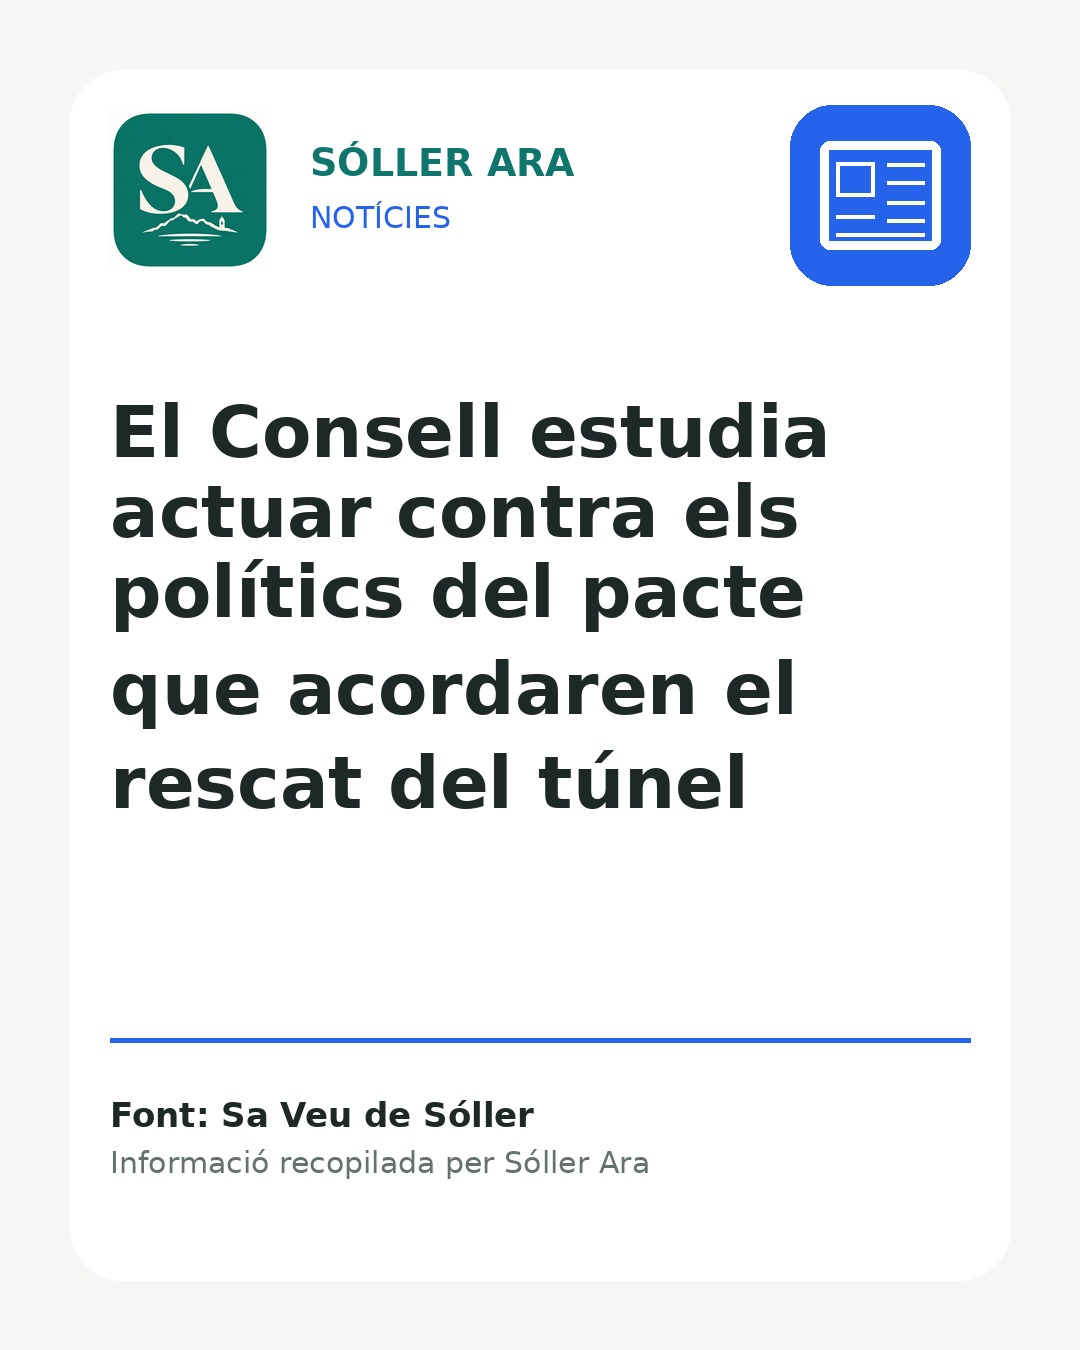 SA
SÓLLER ARA
NOTÍCIES
El Consell estudia
actuar contra els
polítics del pacte
que acordaren el
rescat del túnel
Font: Sa Veu de Sóller
Informació recopilada per Sóller Ara